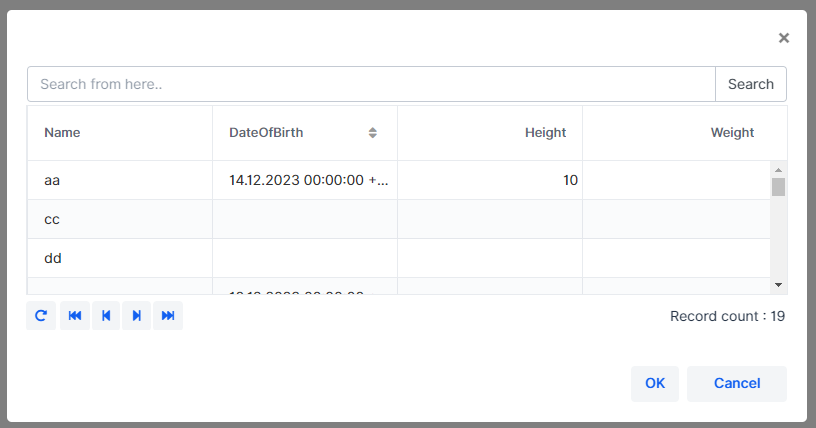 ×
Search from here.. Search
Name DateOfBirth Height Weight
aa 14.12.2023 00:00:00 +... 10
cc
dd
Record count : 19
OK Cancel